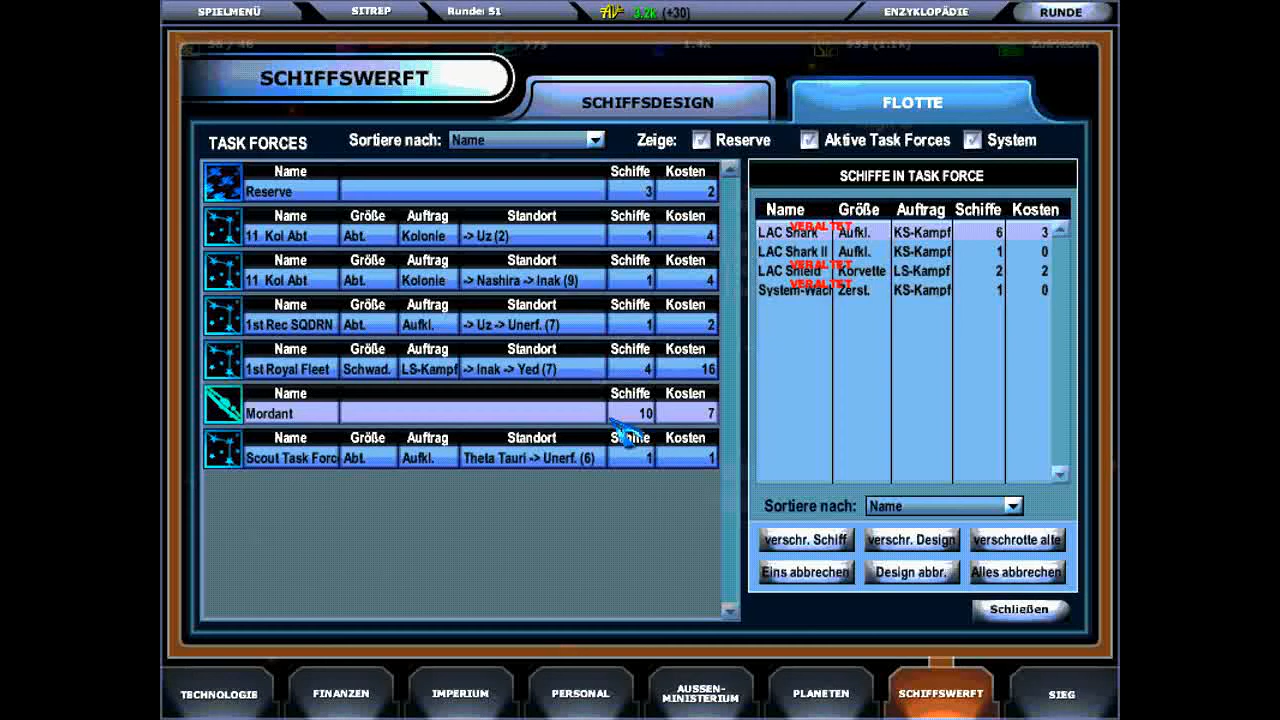 SPIELMENÜ SITREP Runde: 51 3.2k (+30) ENZYKLOPÄDIE RUNDE
SCHIFFSWERFT
SCHIFFSDESIGN FLOTTE
TASK FORCES Sortiere nach: Name Zeige: Reserve Aktive Task Forces System
Name Schiffe Kosten
Reserve 3 2
Name Größe Auftrag Standort Schiffe Kosten
11 Kol Abt Abt. Kolonie -> Uz (2) 1 4
Name Größe Auftrag Standort Schiffe Kosten
11 Kol Abt Abt. Kolonie -> Nashira -> Inak (9) 1 4
Name Größe Auftrag Standort Schiffe Kosten
1st Rec SQDRN Abt. Aufkl. -> Uz -> Unerf. (7) 1 2
Name Größe Auftrag Standort Schiffe Kosten
1st Royal Fleet Schwad. LS-Kampf -> Inak -> Yed (7) 4 16
Name Schiffe Kosten
Mordant 10 7
Name Größe Auftrag Standort Schiffe Kosten
Scout Task Forc Abt. Aufkl. Theta Tauri -> Unerf. (6) 1 1
SCHIFFE IN TASK FORCE
Name Größe Auftrag Schiffe Kosten
LAC Shark VERALTET Aufkl. KS-Kampf 6 3
LAC Shark II Aufkl. KS-Kampf 1 0
LAC Shield VERALTET Korvette LS-Kampf 2 2
System-Wach VERALTET Zerst. KS-Kampf 1 0
Sortiere nach: Name
verschr. Schiff verschr. Design verschrotte alte
Eins abbrechen Design abbr. Alles abbrechen
Schließen
TECHNOLOGIE FINANZEN IMPERIUM PERSONAL AUSSEN-
MINISTERIUM PLANETEN SCHIFFSWERFT SIEG